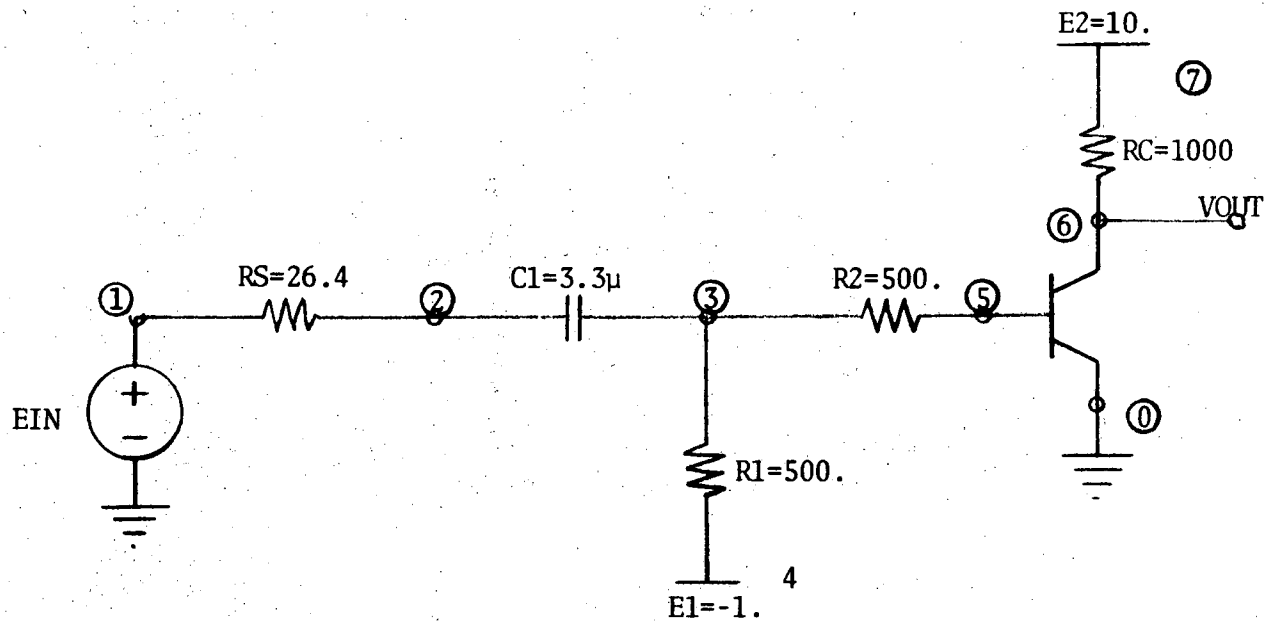 E2=10.
⑦
RC=1000
VOUT
⑥
RS=26.4
C1=3.3μ
R2=500.
①
②
③
⑤
+
−
EIN
⓪
R1=500.
4
E1=-1.